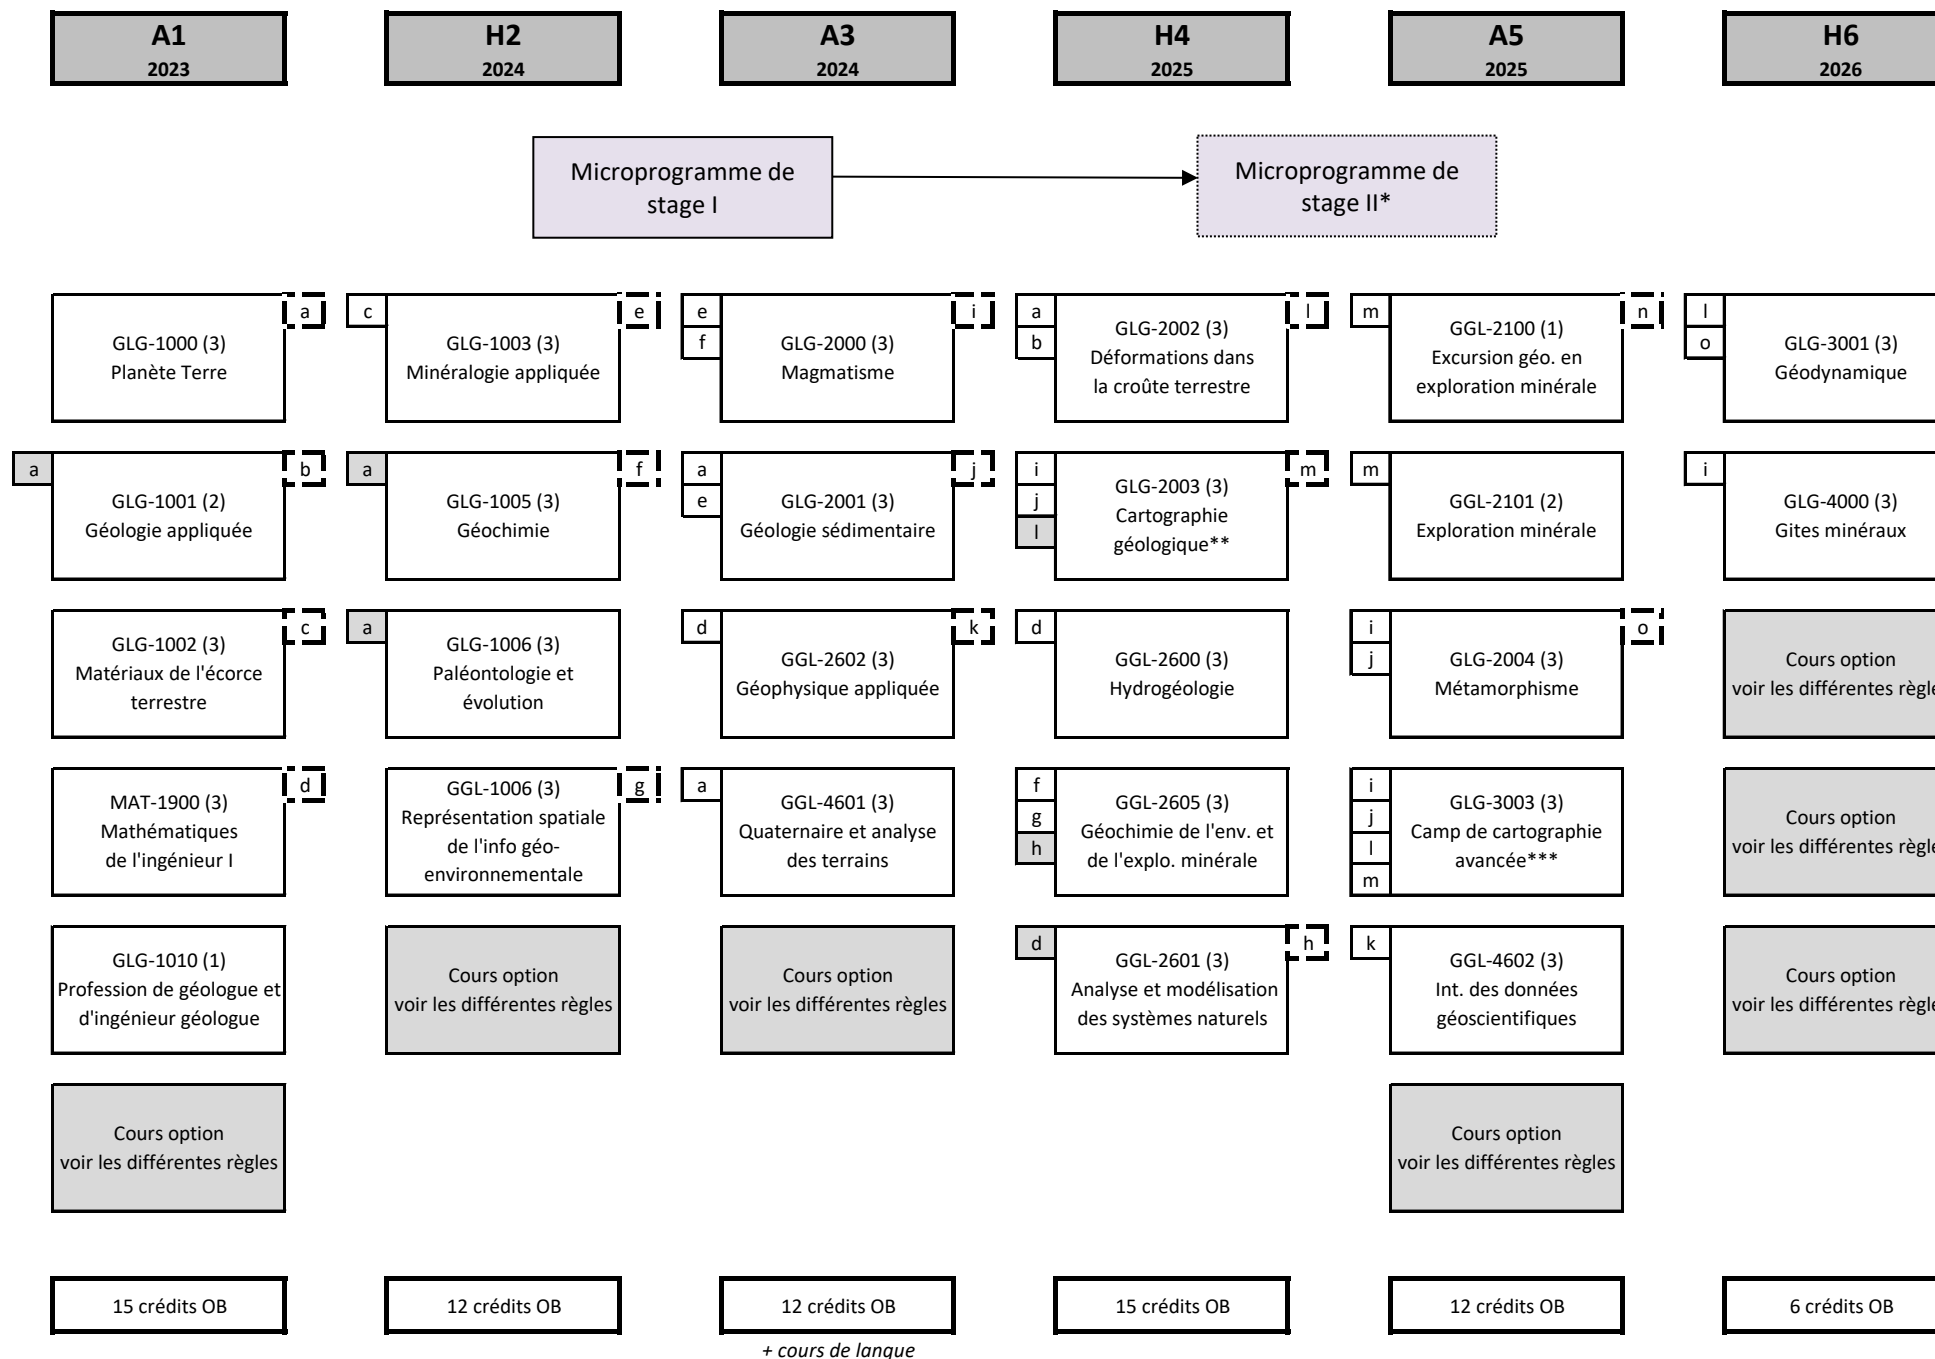 A1
2023
H2
2024
A3
2024
H4
2025
A5
2025
H6
2026
Microprogramme de
stage I
Microprogramme de
stage II*
a
GLG-1000 (3)
Planète Terre
c
e
GLG-1003 (3)
Minéralogie appliquée
e
f
i
GLG-2000 (3)
Magmatisme
a
b
l
GLG-2002 (3)
Déformations dans
la croûte terrestre
m
n
GGL-2100 (1)
Excursion géo. en
exploration minérale
l
o
GLG-3001 (3)
Géodynamique
a
b
GLG-1001 (2)
Géologie appliquée
a
f
GLG-1005 (3)
Géochimie
a
e
j
GLG-2001 (3)
Géologie sédimentaire
i
j
l
m
GLG-2003 (3)
Cartographie
géologique**
m
GGL-2101 (2)
Exploration minérale
i
GLG-4000 (3)
Gites minéraux
c
GLG-1002 (3)
Matériaux de l'écorce
terrestre
a
GLG-1006 (3)
Paléontologie et
évolution
d
k
GGL-2602 (3)
Géophysique appliquée
d
GGL-2600 (3)
Hydrogéologie
i
j
o
GLG-2004 (3)
Métamorphisme
Cours option
voir les différentes règle
d
MAT-1900 (3)
Mathématiques
de l'ingénieur I
g
GGL-1006 (3)
Représentation spatiale
de l'info géo-
environnementale
a
GGL-4601 (3)
Quaternaire et analyse
des terrains
f
g
h
GGL-2605 (3)
Géochimie de l'env. et
de l'explo. minérale
i
j
l
m
GLG-3003 (3)
Camp de cartographie
avancée***
Cours option
voir les différentes règle
GLG-1010 (1)
Profession de géologue et
d'ingénieur géologue
Cours option
voir les différentes règles
Cours option
voir les différentes règles
d
h
GGL-2601 (3)
Analyse et modélisation
des systèmes naturels
k
GGL-4602 (3)
Int. des données
géoscientifiques
Cours option
voir les différentes règle
Cours option
voir les différentes règles
Cours option
voir les différentes règles
15 crédits OB
12 crédits OB
12 crédits OB
15 crédits OB
12 crédits OB
6 crédits OB
+ cours de langue